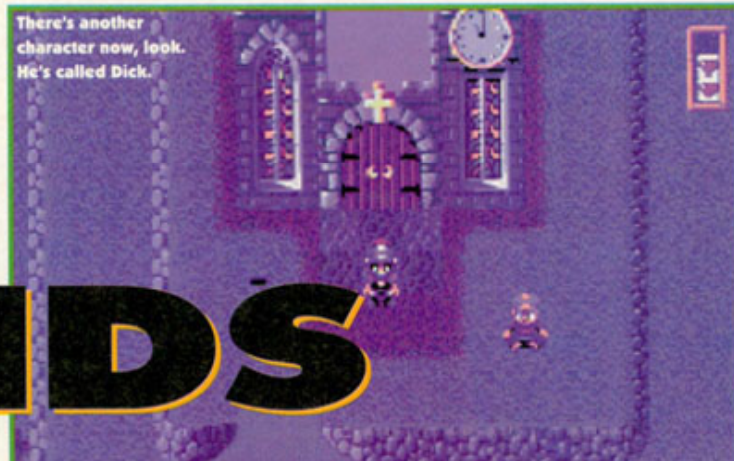 There's another
character now, look.
He's called Dick.
IDS